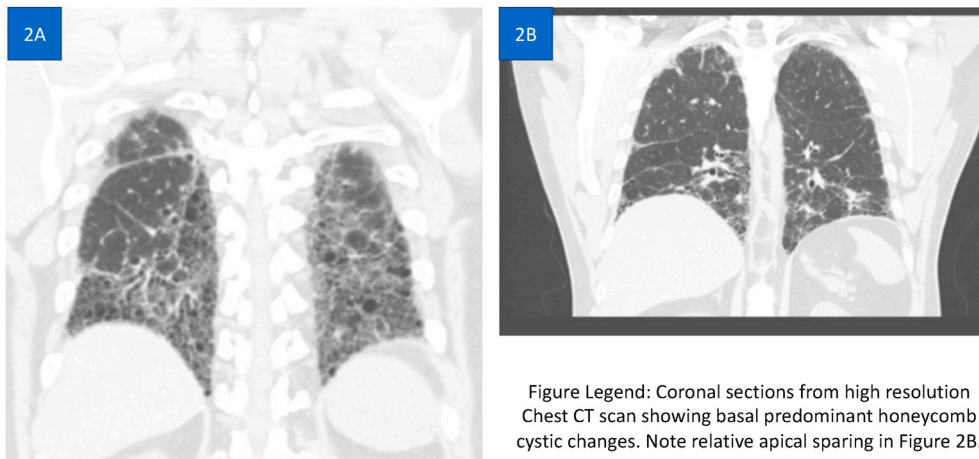 2A
2B
Figure Legend: Coronal sections from high resolution
Chest CT scan showing basal predominant honeycomb
cystic changes. Note relative apical sparing in Figure 2B